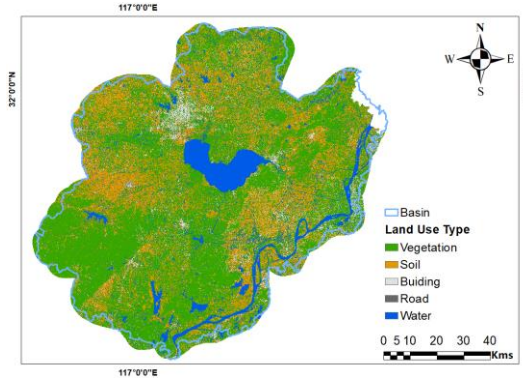 117°0'0"E
N
W E
S
32°0'0"N
Basin
Land Use Type
Vegetation
Soil
Buiding
Road
Water
0 5 10 20 30 40
Kms
117°0'0"E